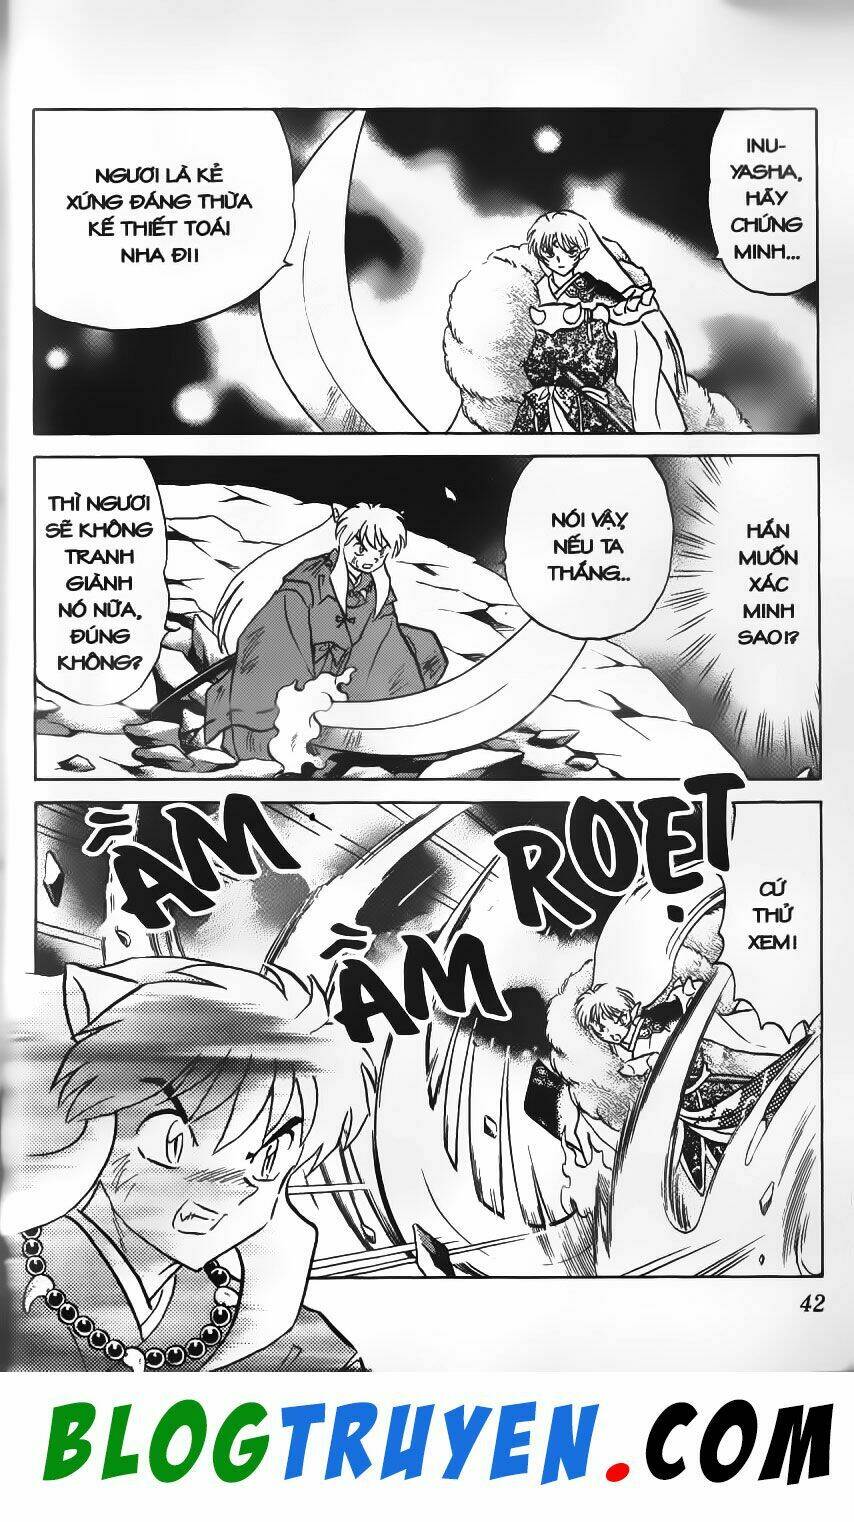 INU-
YASHA,
HÃY
CHỨNG
MINH...
NGƯƠI LÀ KẺ
XỨNG ĐÁNG THỪA
KẾ THIẾT TOÁI
NHA ĐI!
HẮN
MUỐN
XÁC
MINH
SAO!?
NÓI VẬY,
NẾU TA
THẮNG...
THÌ NGƯƠI
SẼ KHÔNG
TRANH
GIÀNH
NÓ NỮA,
ĐÚNG
KHÔNG?
CỨ
THỬ
XEM!
ROẸT
ẦM
ẦM
42
BLOGTRUYEN.COM